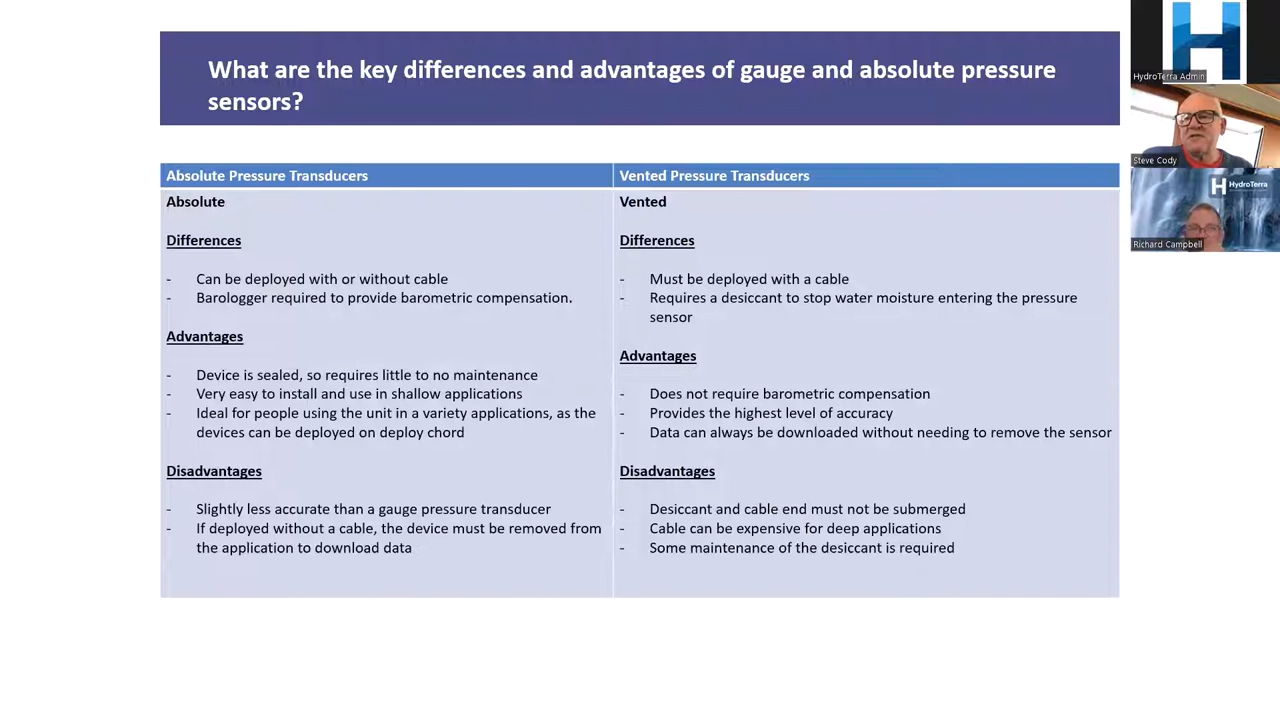 What are the key differences and advantages of gauge and absolute pressure
sensors?
Absolute Pressure Transducers
Absolute
Differences
- Can be deployed with or without cable
- Barologger required to provide barometric compensation.
Advantages
- Device is sealed, so requires little to no maintenance
- Very easy to install and use in shallow applications
- Ideal for people using the unit in a variety applications, as the
devices can be deployed on deploy chord
Disadvantages
- Slightly less accurate than a gauge pressure transducer
- If deployed without a cable, the device must be removed from
the application to download data
Vented Pressure Transducers
Vented
Differences
- Must be deployed with a cable
- Requires a desiccant to stop water moisture entering the pressure
sensor
Advantages
- Does not require barometric compensation
- Provides the highest level of accuracy
- Data can always be downloaded without needing to remove the sensor
Disadvantages
- Desiccant and cable end must not be submerged
- Cable can be expensive for deep applications
- Some maintenance of the desiccant is required
H
HydroTerra Admin
Steve Cody
H HydroTerra
Richard Campbell